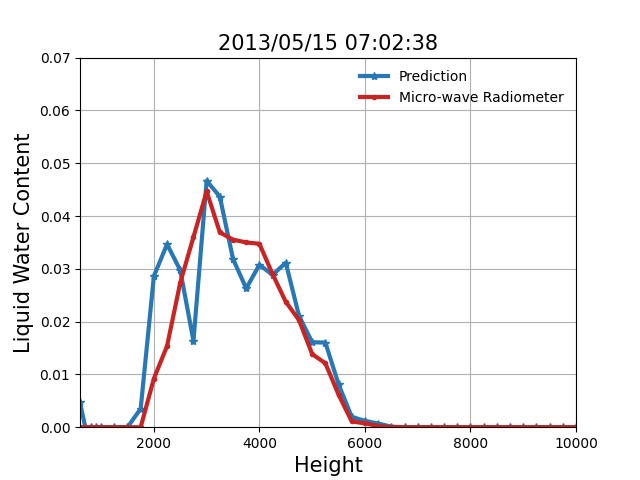 2013/05/15 07:02:38
0.07
0.06
0.05
0.04
0.03
0.02
0.01
0.00
Liquid Water Content
Prediction
Micro-wave Radiometer
2000 4000 6000 8000 10000
Height